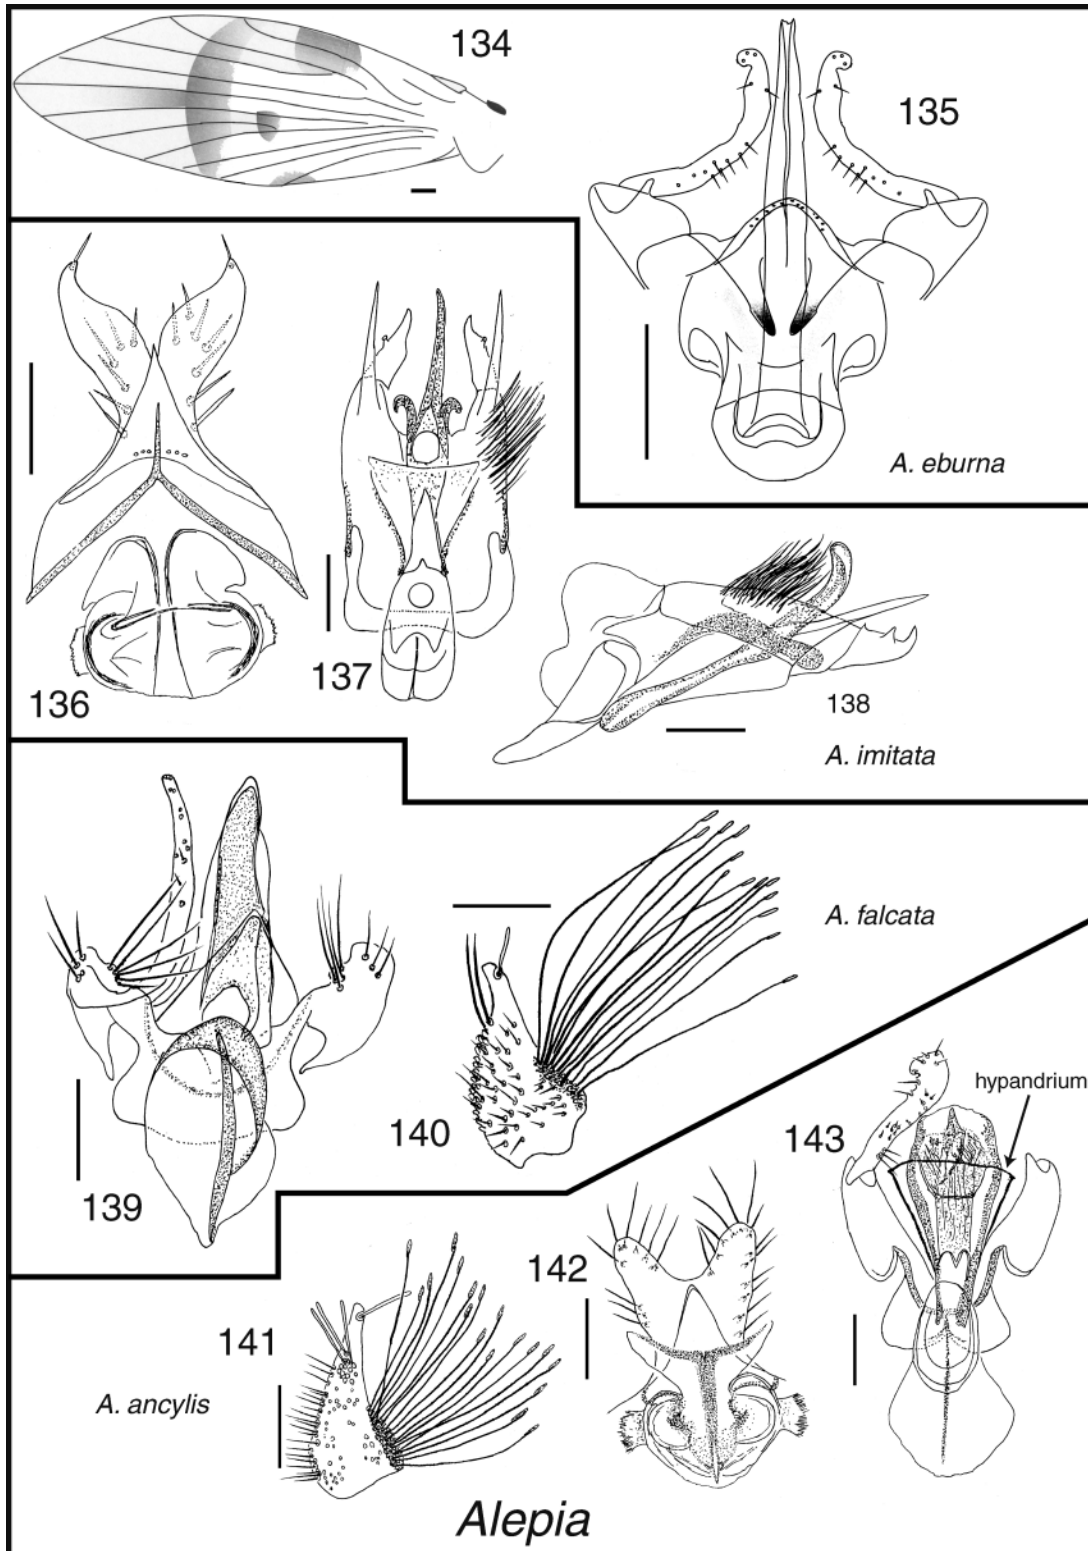 134
135
A. eburna
136
137
138
A. imitata
139
140
A. falcata
hypandrium
143
142
141
A. ancylis
Alepia